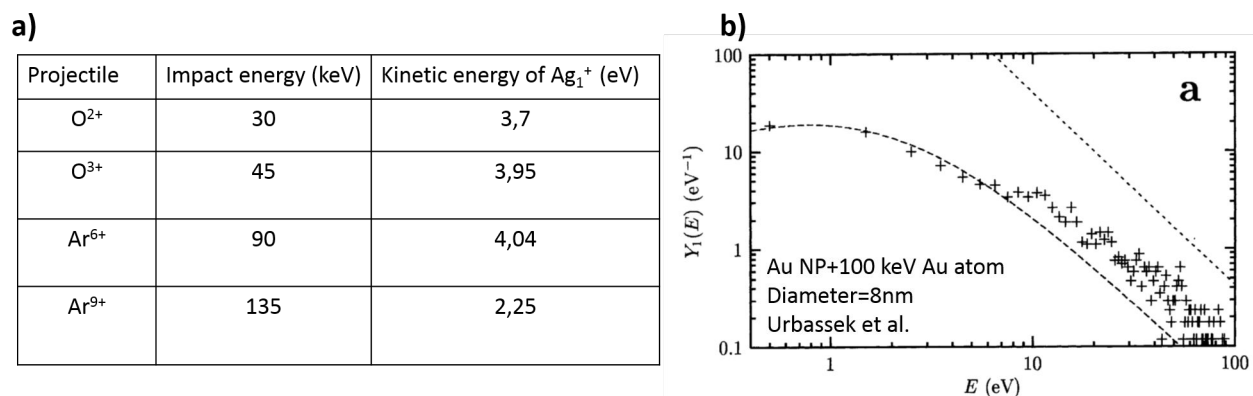 a)
Projectile Impact energy (keV) Kinetic energy of Ag₁⁺ (eV)
O²⁺ 30 3,7
O³⁺ 45 3,95
Ar⁶⁺ 90 4,04
Ar⁹⁺ 135 2,25
b)
100
10
1
0.1
Y₁(E) (eV⁻¹)
a
Au NP+100 keV Au atom
Diameter=8nm
Urbassek et al.
1 10 100
E (eV)